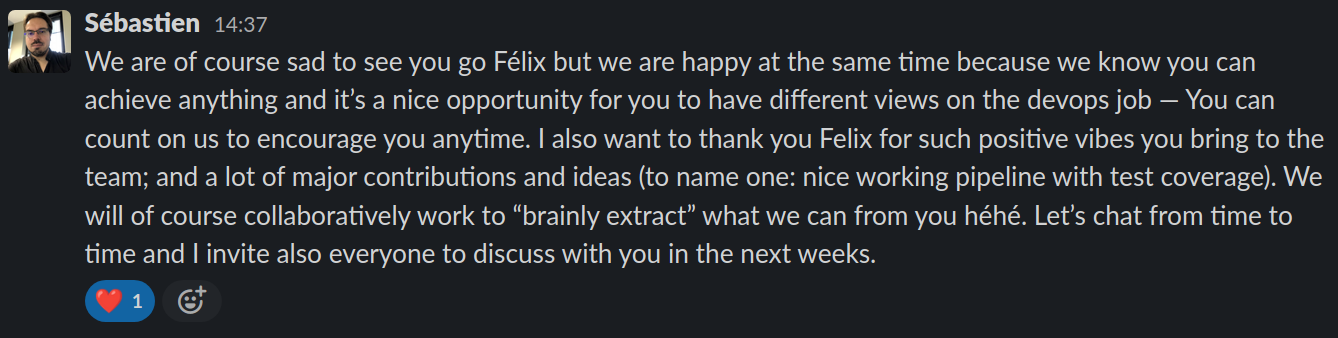 Sébastien 14:37
We are of course sad to see you go Félix but we are happy at the same time because we know you can
achieve anything and it’s a nice opportunity for you to have different views on the devops job — You can
count on us to encourage you anytime. I also want to thank you Felix for such positive vibes you bring to the
team; and a lot of major contributions and ideas (to name one: nice working pipeline with test coverage). We
will of course collaboratively work to “brainly extract” what we can from you héhé. Let’s chat from time to
time and I invite also everyone to discuss with you in the next weeks.
❤️ 1